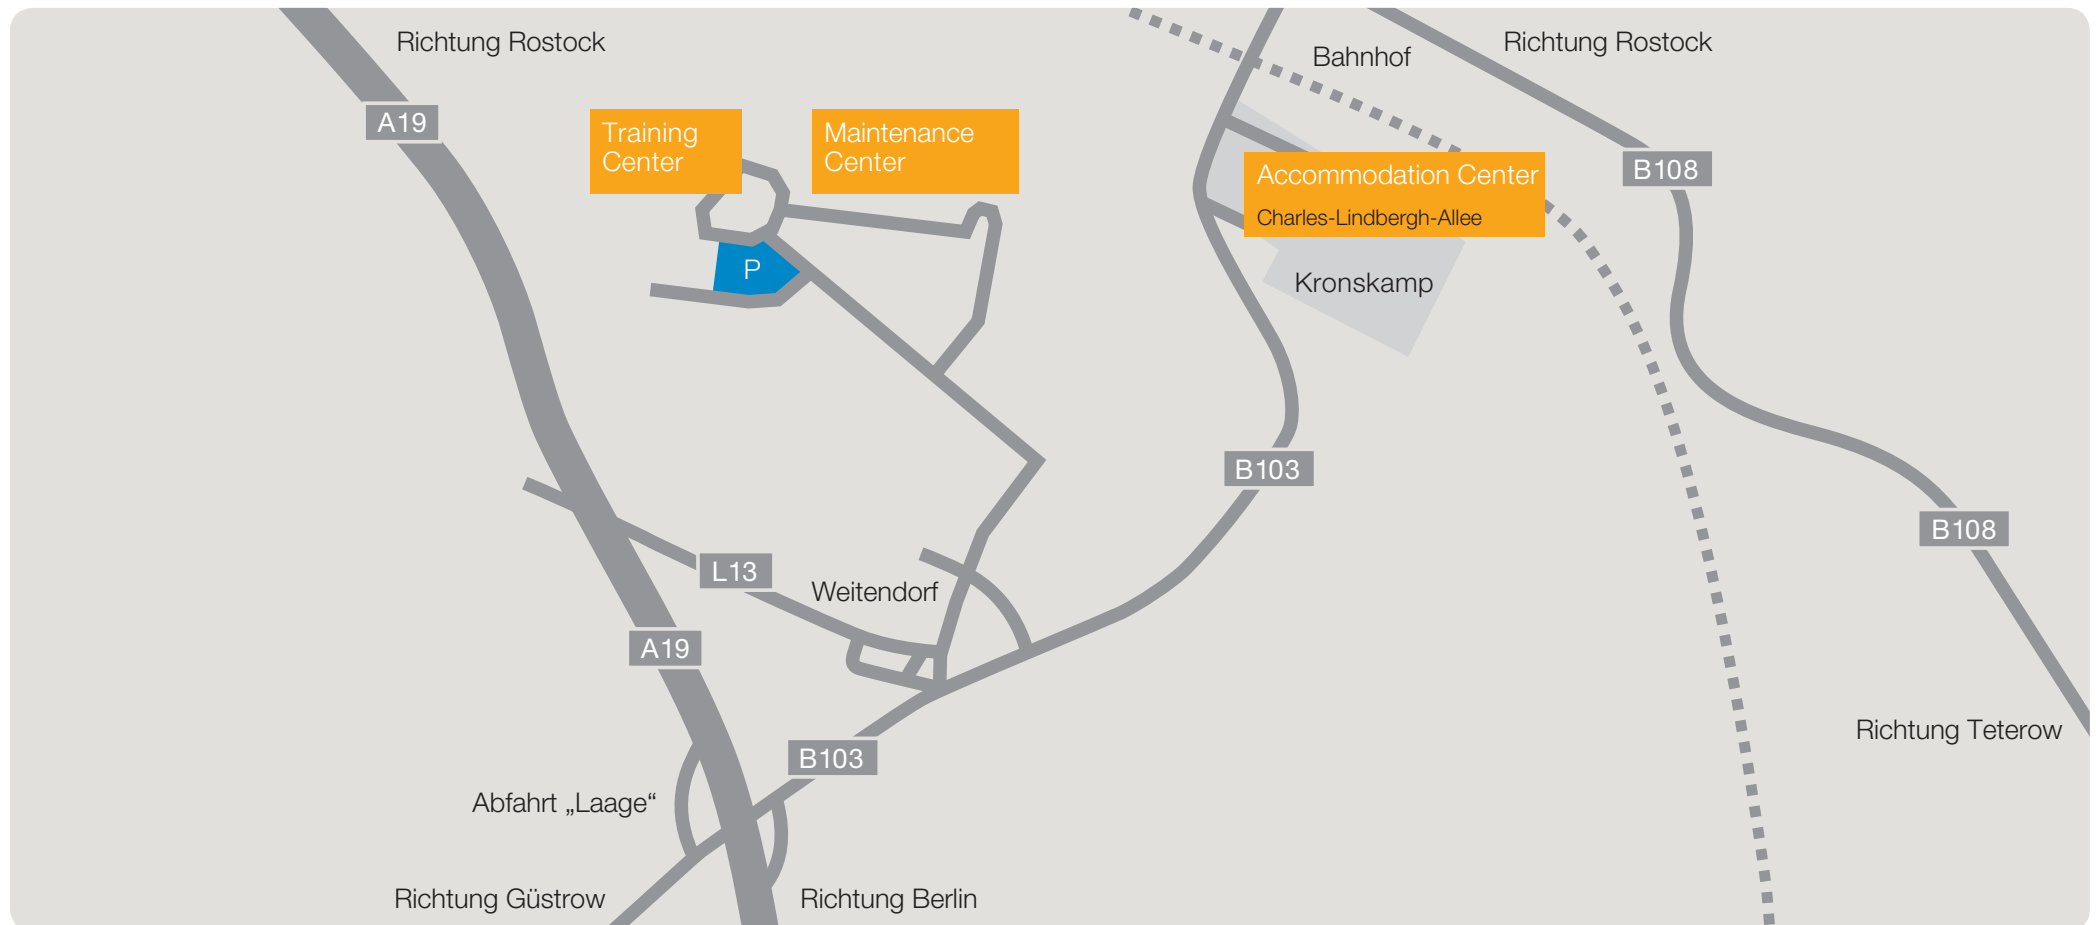 Richtung Rostock
Bahnhof
Richtung Rostock
A19
Training
Center
Maintenance
Center
B108
Accommodation Center
Charles-Lindbergh-Allee
P
Kronskamp
B103
B108
L13
Weitendorf
A19
Richtung Teterow
B103
Abfahrt „Laage“
Richtung Güstrow
Richtung Berlin